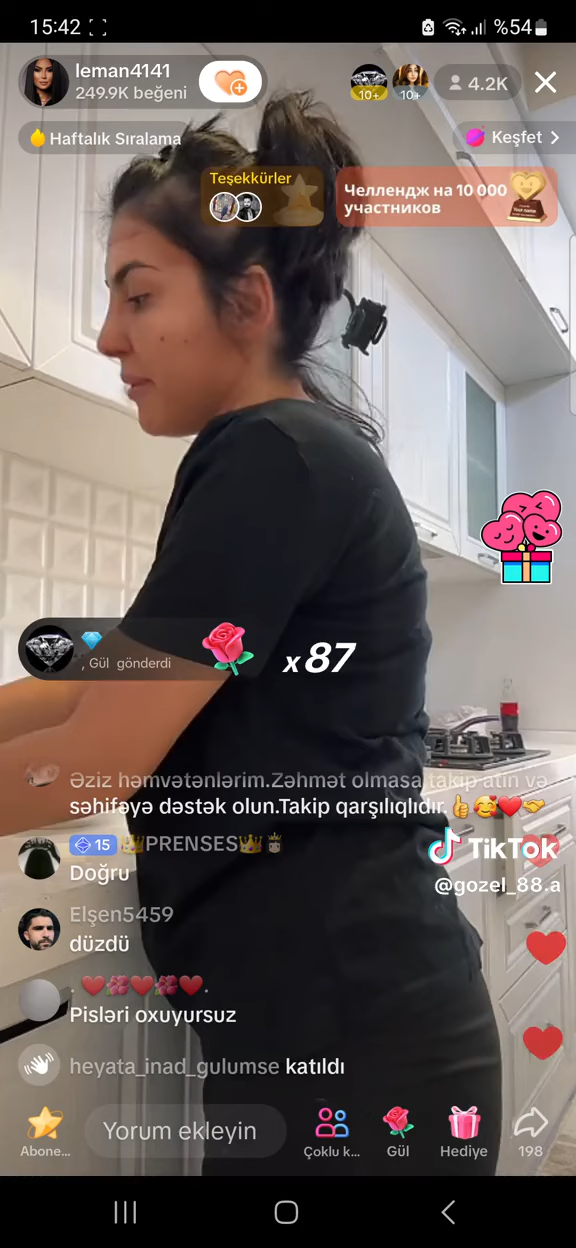 15:42
%54
leman4141
249.9K beğeni
10+
10+
4.2K
Haftalık Sıralama
Keşfet
Teşekkürler
Челлендж на 10 000
участников
, Gül gönderdi
x87
Əziz həmvətənlərim.Zəhmət olmasa takip atin və
səhifəyə dəstək olun.Takip qarşılıqlıdır.👍🥰❤️🤝
15 👑PRENSES👑👸
Doğru
TikTok
@gozel_88.a
Elşen5459
düzdü
. ❤️🌺❤️🌺❤️.
Pisləri oxuyursuz
heyata_inad_gulumse katıldı
Yorum ekleyin
Abone...
Çoklu k...
Gül
Hediye
198